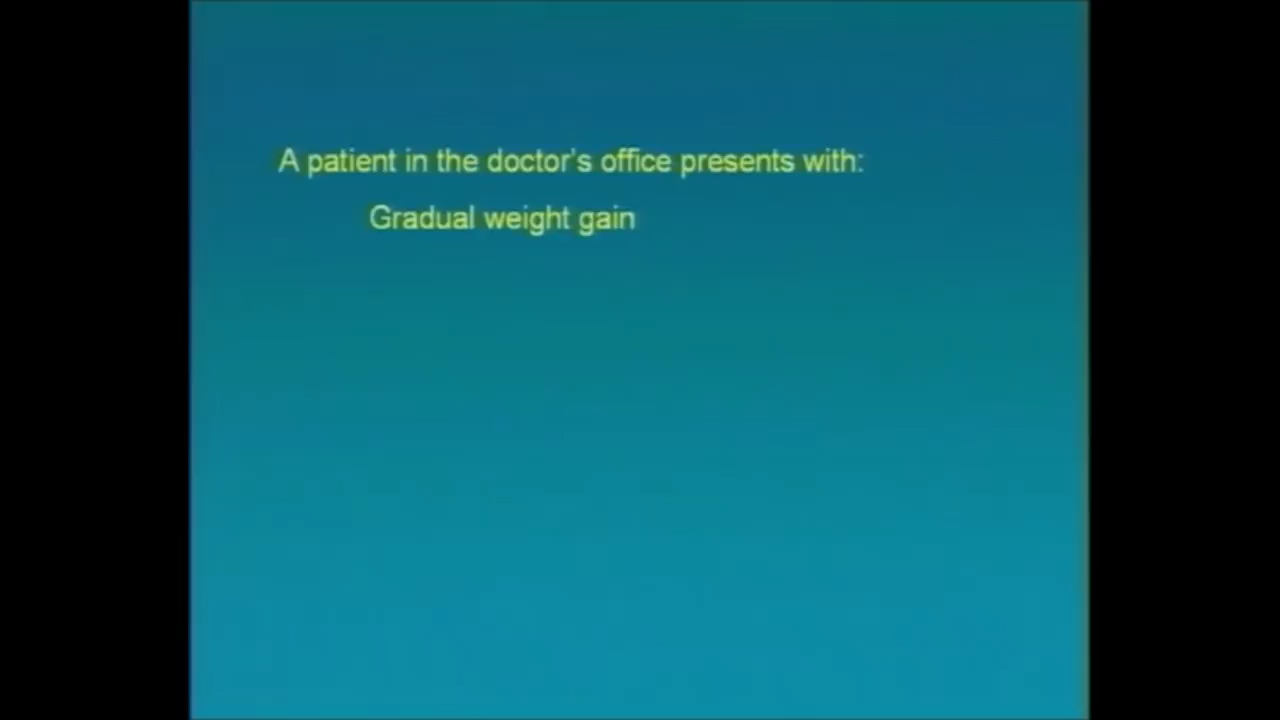 A patient in the doctor's office presents with:
Gradual weight gain